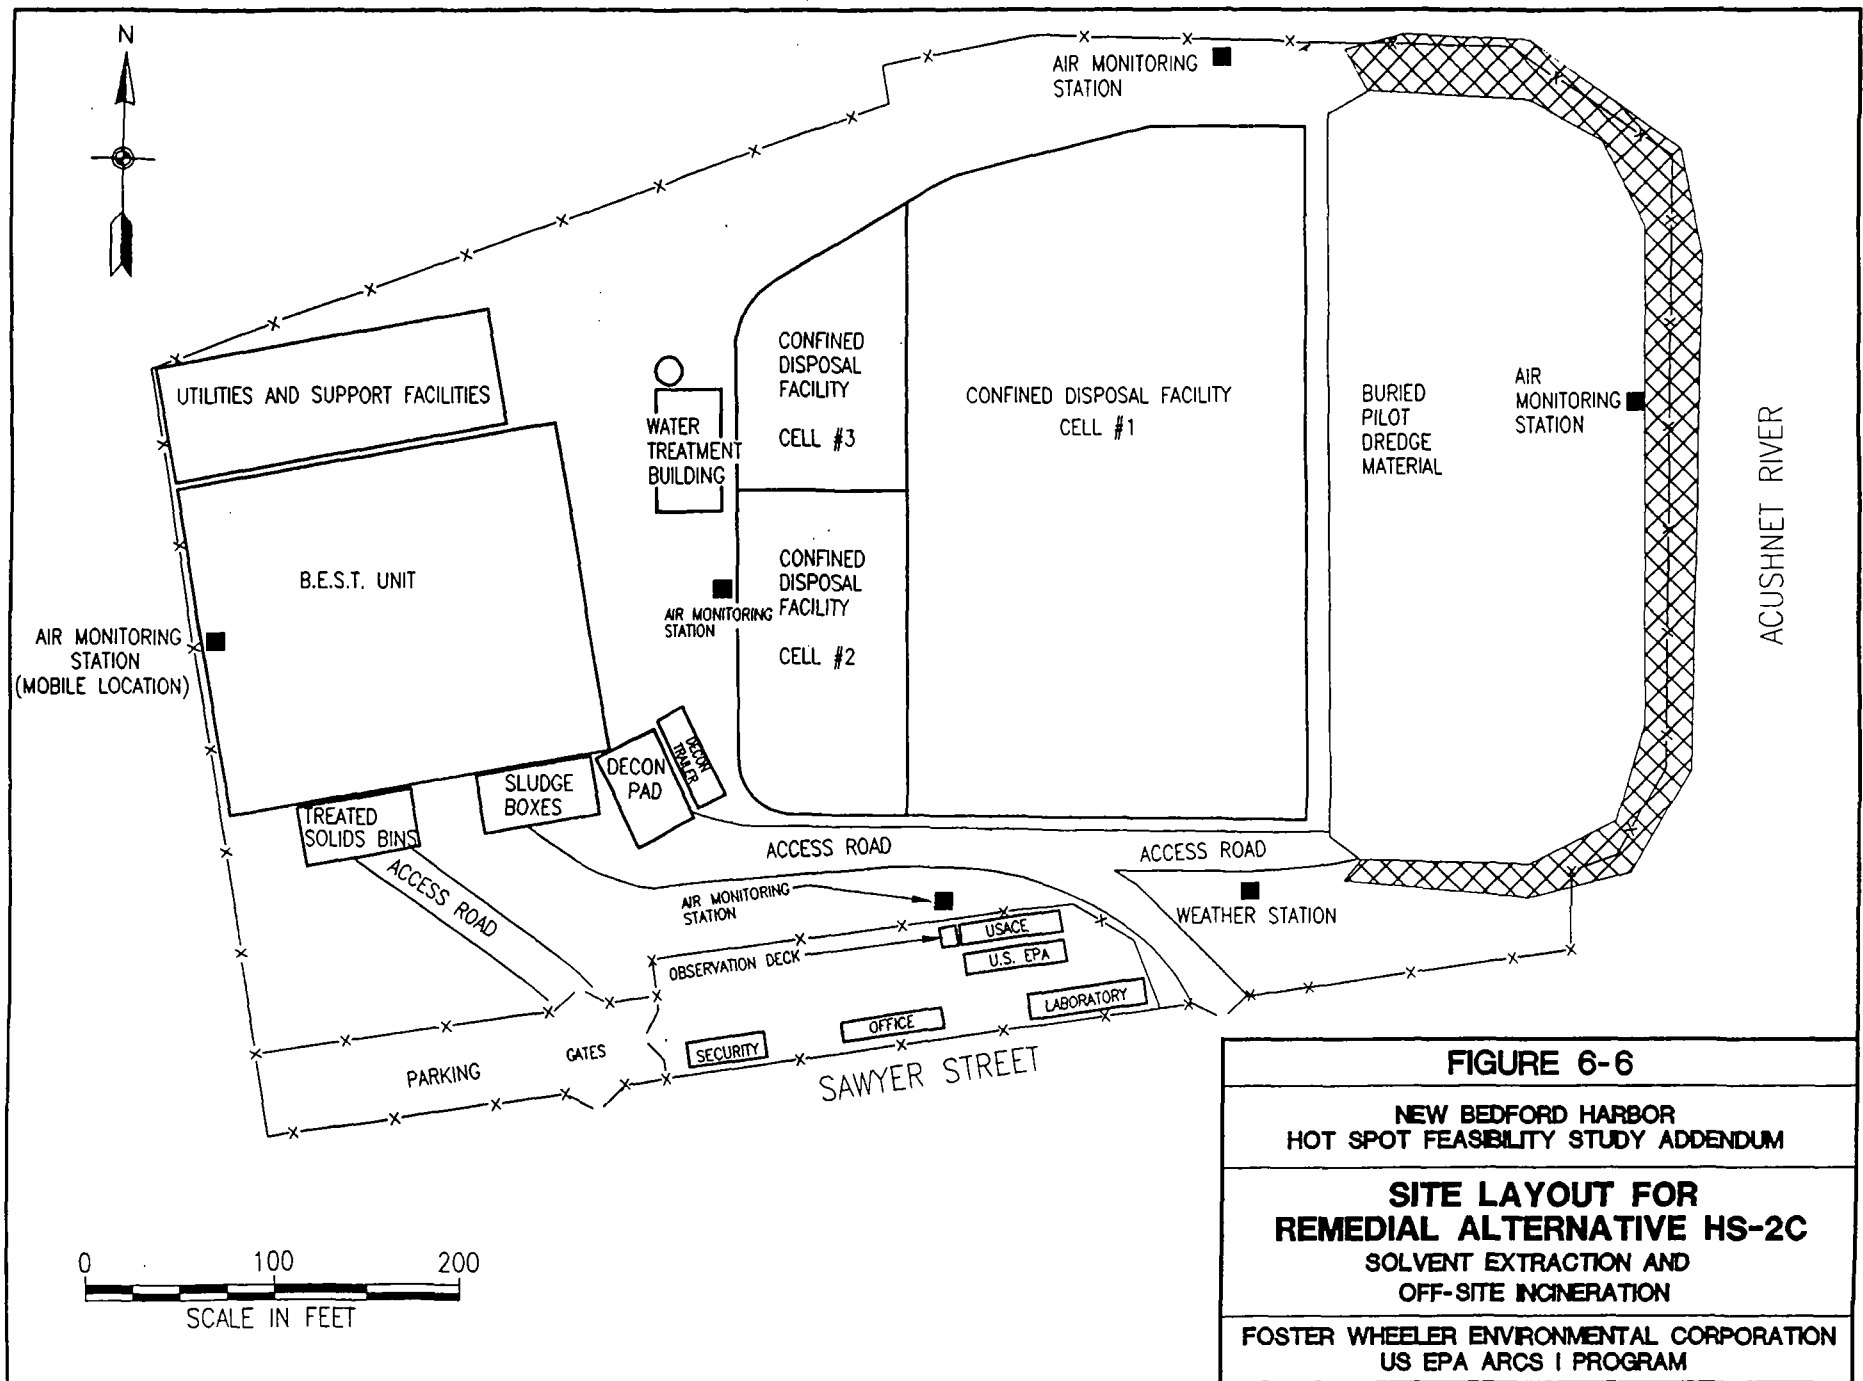 N
AIR MONITORING
STATION
UTILITIES AND SUPPORT FACILITIES
CONFINED
DISPOSAL
FACILITY
CELL #3
CONFINED DISPOSAL FACILITY
CELL #1
BURIED
PILOT
DREDGE
MATERIAL
AIR
MONITORING
STATION
ACUSHNET RIVER
WATER
TREATMENT
BUILDING
B.E.S.T. UNIT
AIR MONITORING
STATION
CONFINED
DISPOSAL
FACILITY
CELL #2
AIR MONITORING
STATION
(MOBILE LOCATION)
TREATED
SOLIDS BINS
SLUDGE
BOXES
DECON
PAD
DECON
TRAILER
ACCESS ROAD
ACCESS ROAD
ACCESS ROAD
AIR MONITORING
STATION
WEATHER STATION
OBSERVATION DECK
USACE
U.S. EPA
LABORATORY
OFFICE
SECURITY
GATES
PARKING
SAWYER STREET
0 100 200
SCALE IN FEET
FIGURE 6-6
NEW BEDFORD HARBOR
HOT SPOT FEASIBILITY STUDY ADDENDUM
SITE LAYOUT FOR
REMEDIAL ALTERNATIVE HS-2C
SOLVENT EXTRACTION AND
OFF-SITE INCINERATION
FOSTER WHEELER ENVIRONMENTAL CORPORATION
US EPA ARCS I PROGRAM